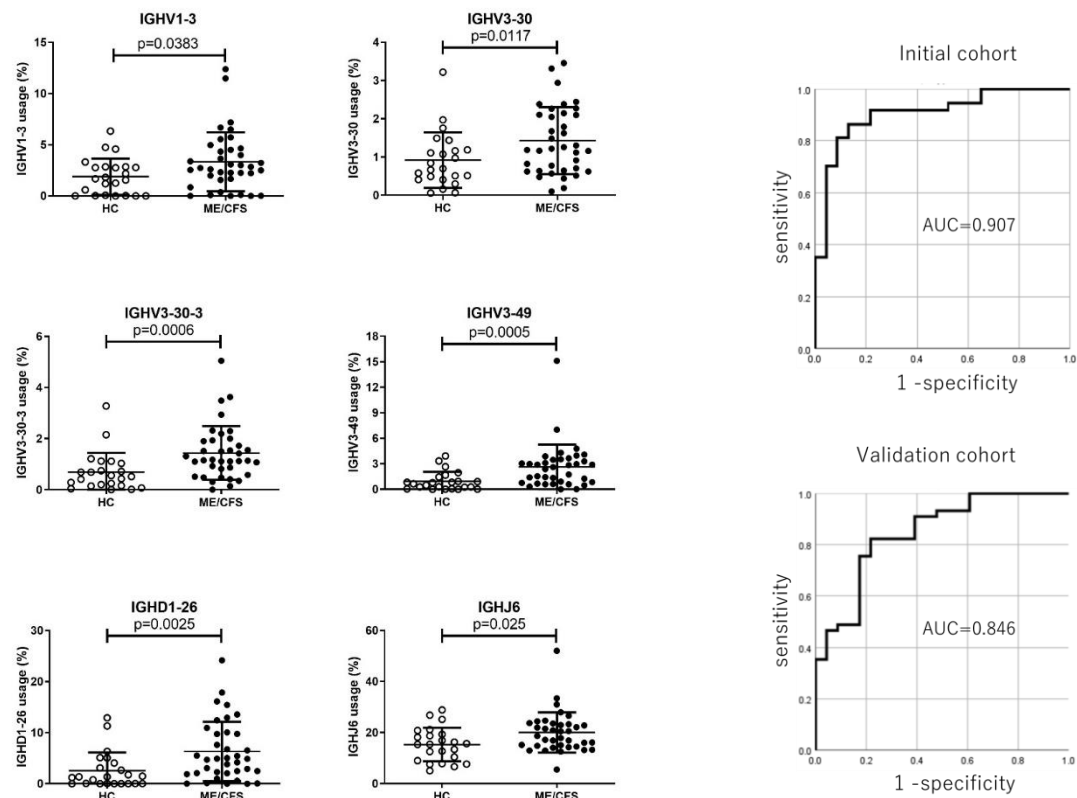 IGHV1-3
p=0.0383
IGHV1-3 usage (%)
15
10
5
0
HC
ME/CFS
IGHV3-30
p=0.0117
IGHV3-30 usage (%)
4
3
2
1
0
HC
ME/CFS
IGHV3-30-3
p=0.0006
IGHV3-30-3 usage (%)
6
4
2
0
HC
ME/CFS
IGHV3-49
p=0.0005
IGHV3-49 usage (%)
18
15
12
9
6
3
0
HC
ME/CFS
IGHD1-26
p=0.0025
IGHD1-26 usage (%)
30
20
10
0
HC
ME/CFS
IGHJ6
p=0.025
IGHJ6 usage (%)
60
40
20
0
HC
ME/CFS
Initial cohort
sensitivity
1.0
0.8
0.6
0.4
0.2
AUC=0.907
0.0 0.2 0.4 0.6 0.8 1.0
1 -specificity
Validation cohort
sensitivity
1.0
0.8
0.6
0.4
0.2
0.0
AUC=0.846
0.0 0.2 0.4 0.6 0.8 1.0
1 -specificity